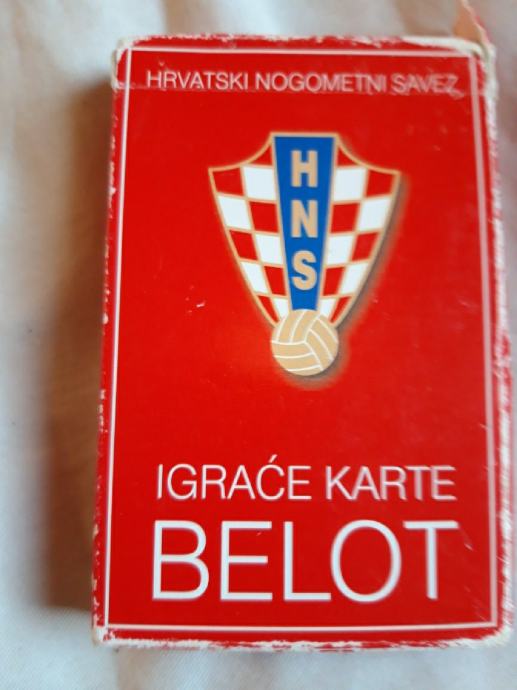 HRVATSKI NOGOMETNI SAVEZ
HNS
IGRAĆE KARTE
BELOT